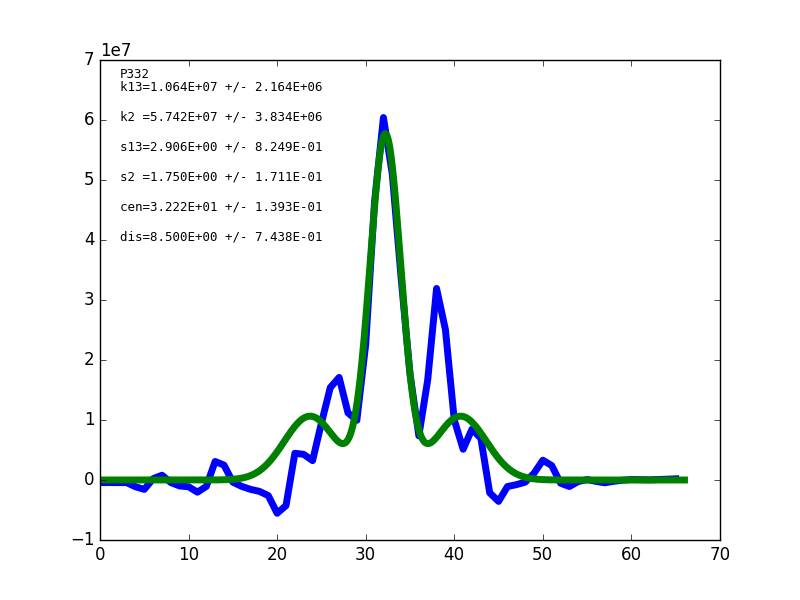 1e7
P332
k13=1.064E+07 +/- 2.164E+06
k2 =5.742E+07 +/- 3.834E+06
s13=2.906E+00 +/- 8.249E-01
s2 =1.750E+00 +/- 1.711E-01
cen=3.222E+01 +/- 1.393E-01
dis=8.500E+00 +/- 7.438E-01
7
6
5
4
3
2
1
0
−1
0 10 20 30 40 50 60 70